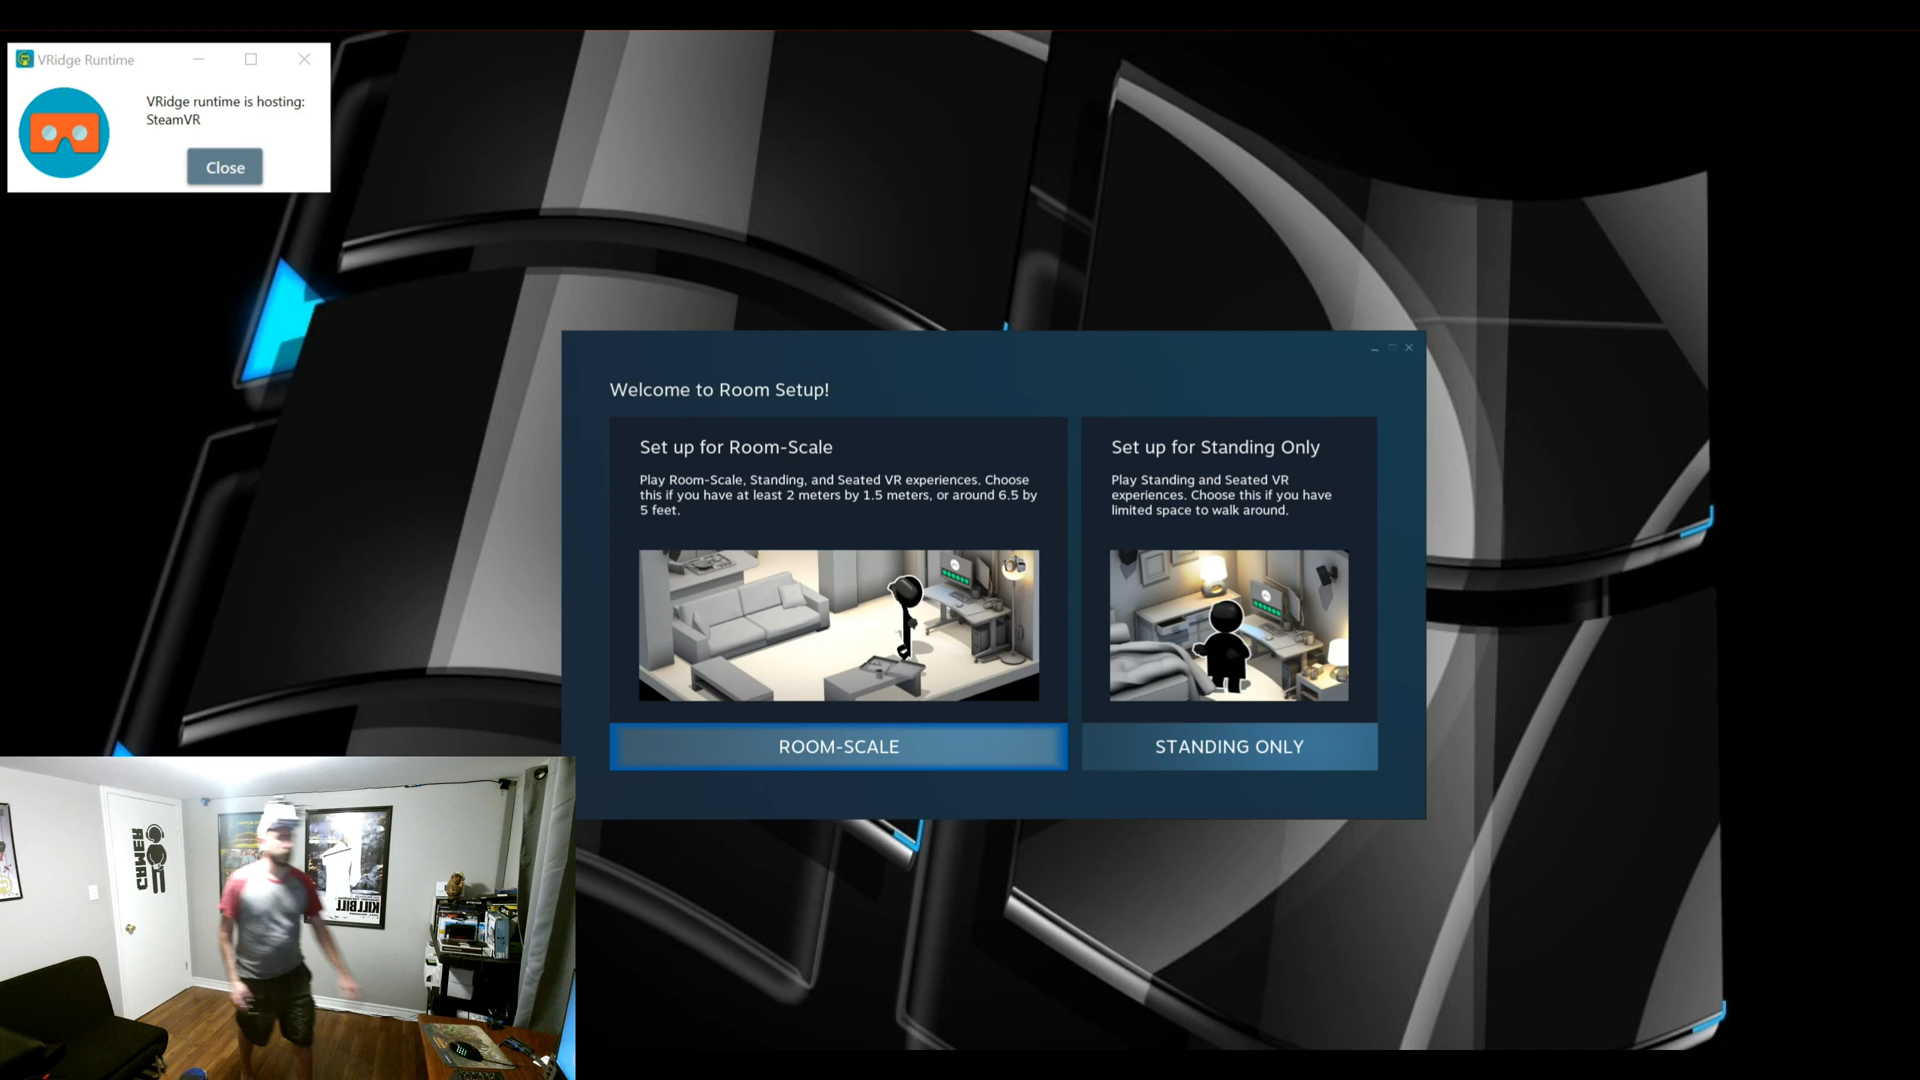 VRidge Runtime
VRidge runtime is hosting:
SteamVR
Close
Welcome to Room Setup!
Set up for Room-Scale
Play Room-Scale, Standing, and Seated VR experiences. Choose
this if you have at least 2 meters by 1.5 meters, or around 6.5 by
5 feet.
ROOM-SCALE
Set up for Standing Only
Play Standing and Seated VR
experiences. Choose this if you have
limited space to walk around.
STANDING ONLY
GAMER
KILL BILL